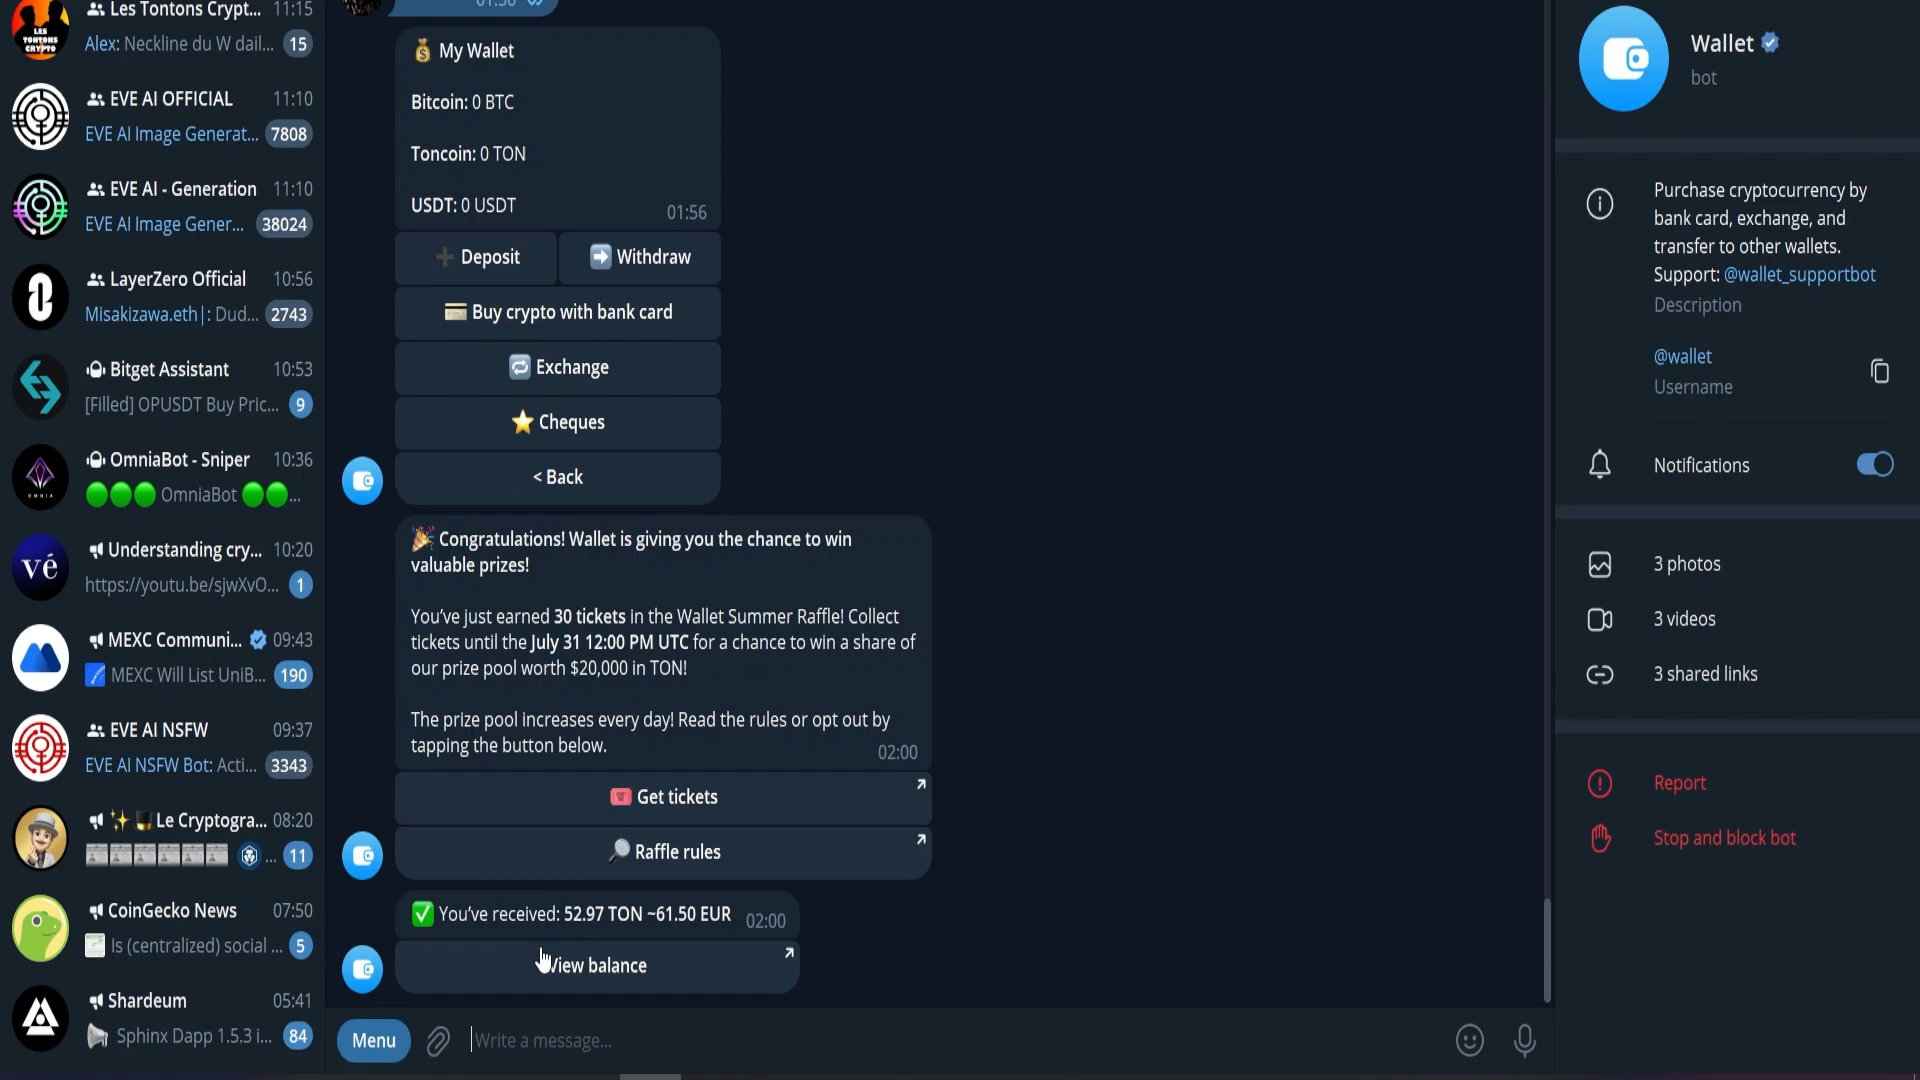 Les Tontons Crypt... 11:15
Alex: Neckline du W dail... 15
LES
TONTONS
CRYPTO
EVE AI OFFICIAL 11:10
EVE AI Image Generat... 7808
EVE AI - Generation 11:10
EVE AI Image Gener... 38024
LayerZero Official 10:56
Misakizawa.eth|: Dud... 2743
Bitget Assistant 10:53
[Filled] OPUSDT Buy Pric... 9
OmniaBot - Sniper 10:36
OmniaBot ...
OMNIA
Understanding cry... 10:20
vé
https://youtu.be/sjwXvO... 1
MEXC Communi... 09:43
MEXC Will List UniB... 190
EVE AI NSFW 09:37
EVE AI NSFW Bot: Acti... 3343
Le Cryptogra... 08:20
... 11
CoinGecko News 07:50
Is (centralized) social ... 5
Shardeum 05:41
Sphinx Dapp 1.5.3 i... 84
01:56
My Wallet
Bitcoin: 0 BTC
Toncoin: 0 TON
USDT: 0 USDT
01:56
Deposit
Withdraw
Buy crypto with bank card
Exchange
Cheques
< Back
Congratulations! Wallet is giving you the chance to win
valuable prizes!
You've just earned 30 tickets in the Wallet Summer Raffle! Collect
tickets until the July 31 12:00 PM UTC for a chance to win a share of
our prize pool worth $20,000 in TON!
The prize pool increases every day! Read the rules or opt out by
tapping the button below.
02:00
Get tickets
Raffle rules
You've received: 52.97 TON ~61.50 EUR 02:00
View balance
Menu
Write a message...
Wallet
bot
Purchase cryptocurrency by
bank card, exchange, and
transfer to other wallets.
Support: @wallet_supportbot
Description
@wallet
Username
Notifications
3 photos
3 videos
3 shared links
Report
Stop and block bot